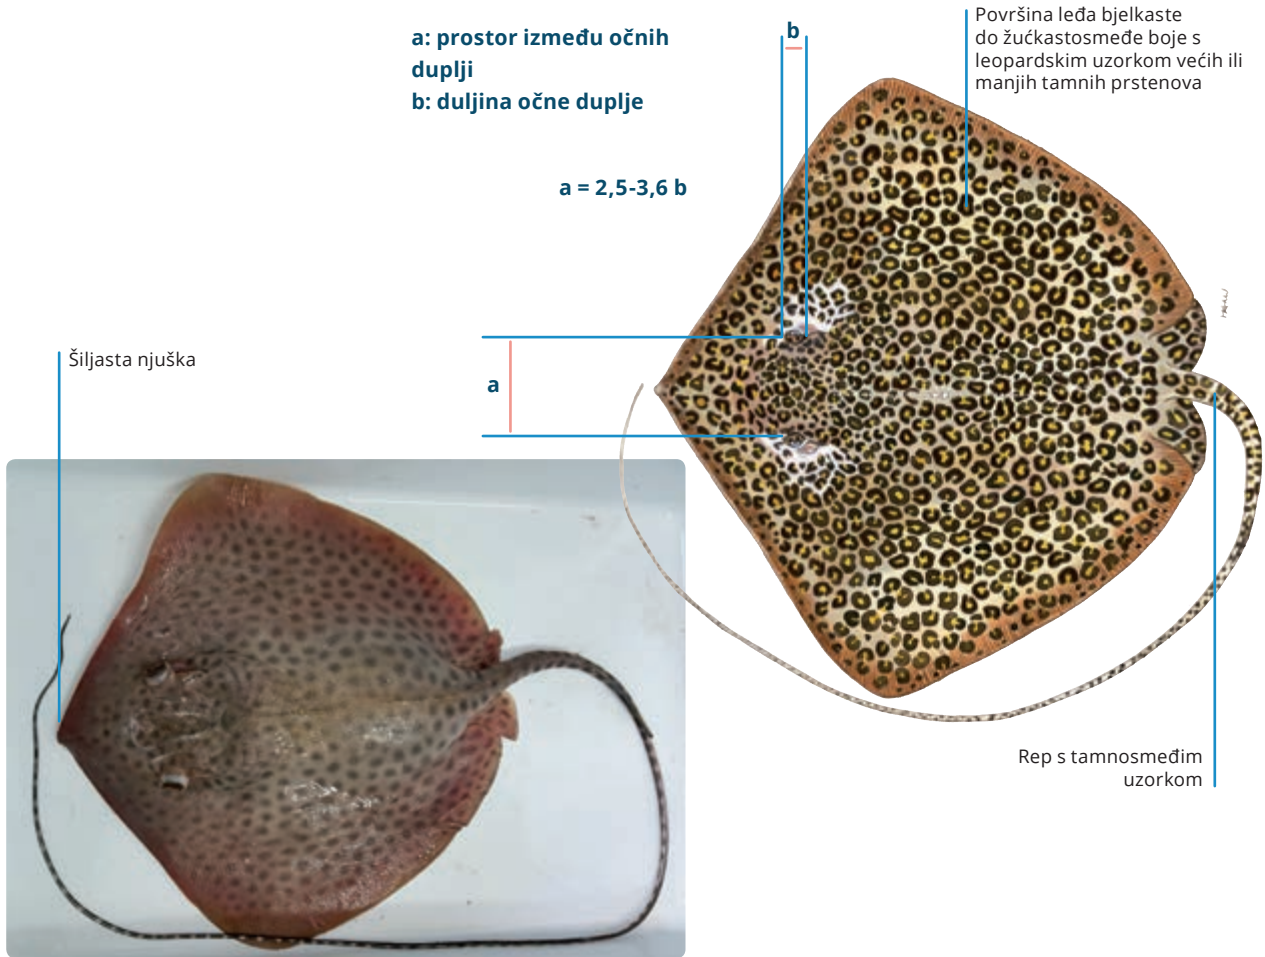 a: prostor između očnih
duplji
b: duljina očne duplje
a = 2,5-3,6 b
b
Površina leđa bjelkaste
do žućkastosmeđe boje s
leopardskim uzorkom većih ili
manjih tamnih prstenova
Šiljasta njuška
a
Rep s tamnosmeđim
uzorkom